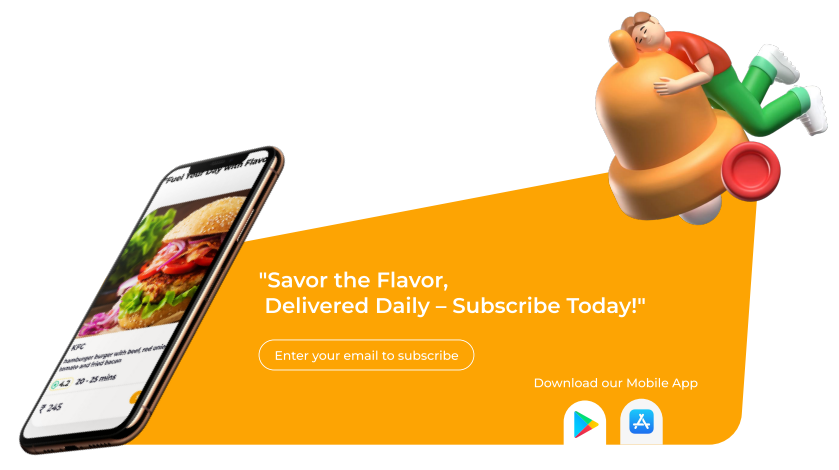 "Fuel Your Day with Flavo
KFC
hamburger burger with beef, red onion
tomato and fried bacon
4.2 20 - 25 mins
₹ 245
"Savor the Flavor,
Delivered Daily – Subscribe Today!"
Enter your email to subscribe
Download our Mobile App